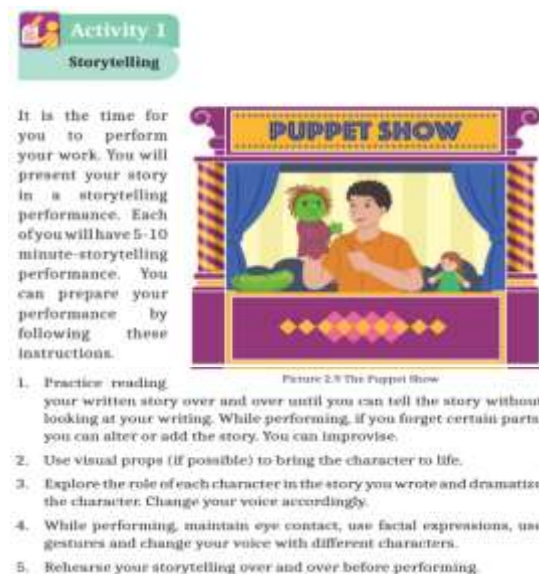 Activity 1
Storytelling
It is the time for
you to perform
your work. You will
present your story
in a storytelling
performance. Each
of you will have 5-10
minute-storytelling
performance. You
can prepare your
performance by
following these
instructions.
PUPPET SHOW
Picture 2.9 The Puppet Show
1. Practice reading
your written story over and over until you can tell the story without
looking at your writing. While performing, if you forget certain parts,
you can alter or add the story. You can improvise.
2. Use visual props (if possible) to bring the character to life.
3. Explore the role of each character in the story you wrote and dramatize
the character. Change your voice accordingly.
4. While performing, maintain eye contact, use facial expressions, use
gestures and change your voice with different characters.
5. Rehearse your storytelling over and over before performing.